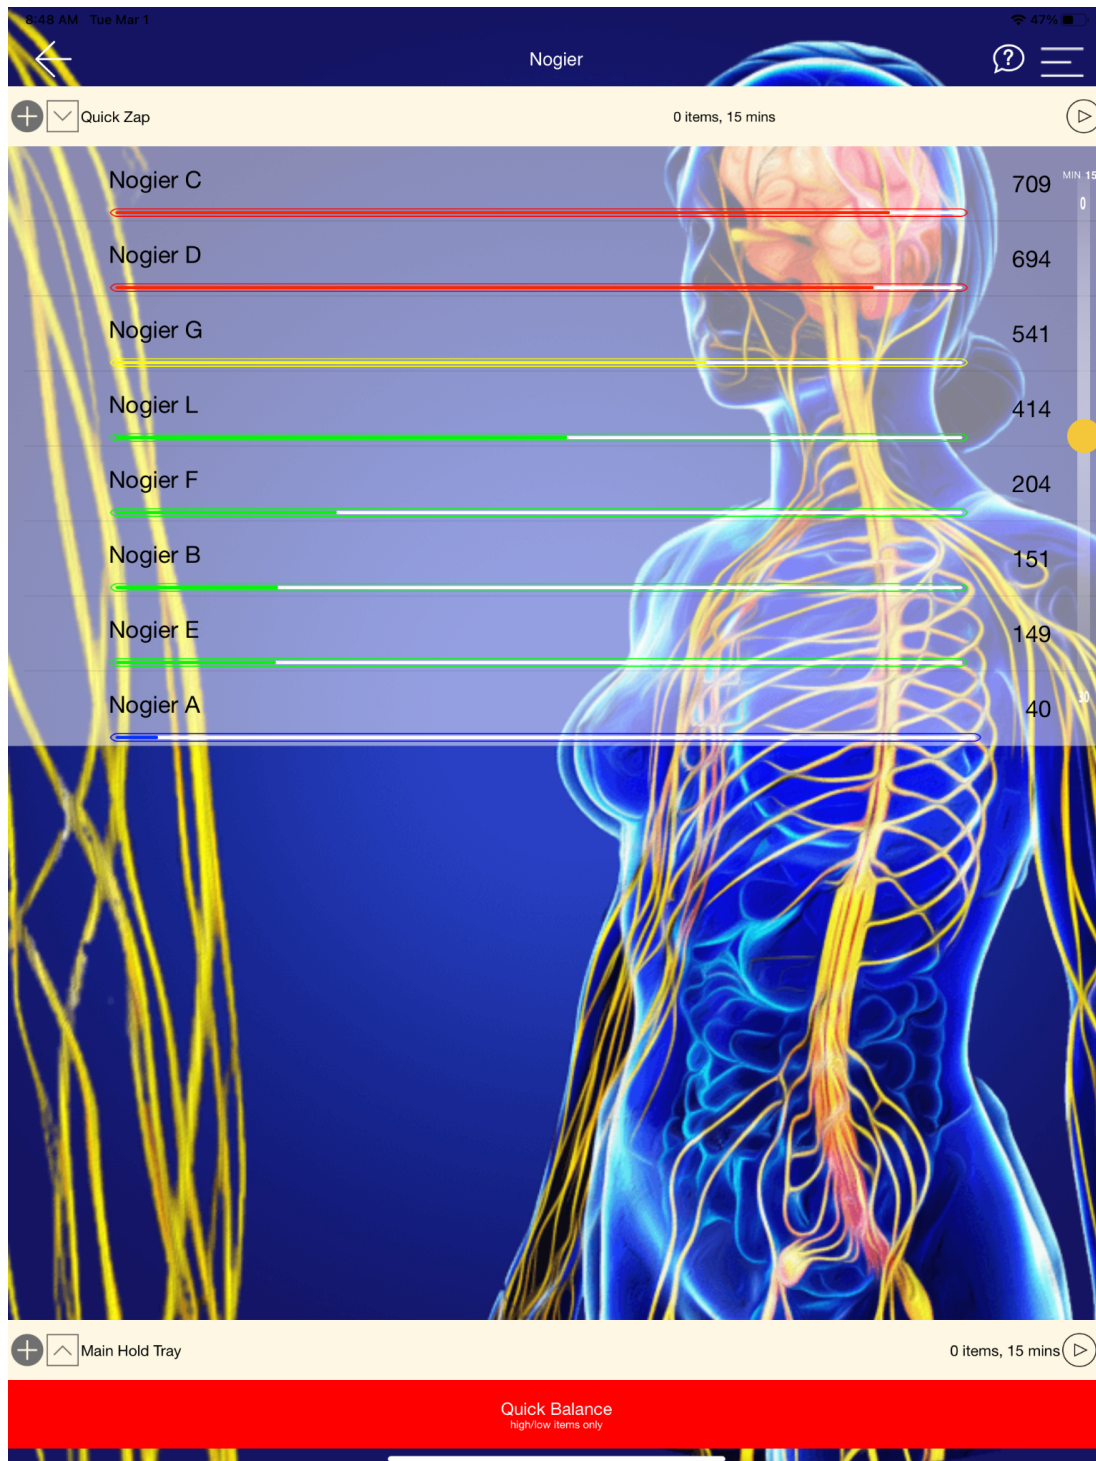 8:48 AM Tue Mar 1 47%
Nogier
?
Quick Zap 0 items, 15 mins
MIN 15
0
Nogier C 709
Nogier D 694
Nogier G 541
Nogier L 414
Nogier F 204
Nogier B 151
Nogier E 149
Nogier A 40
30
Main Hold Tray 0 items, 15 mins
Quick Balance
high/low items only